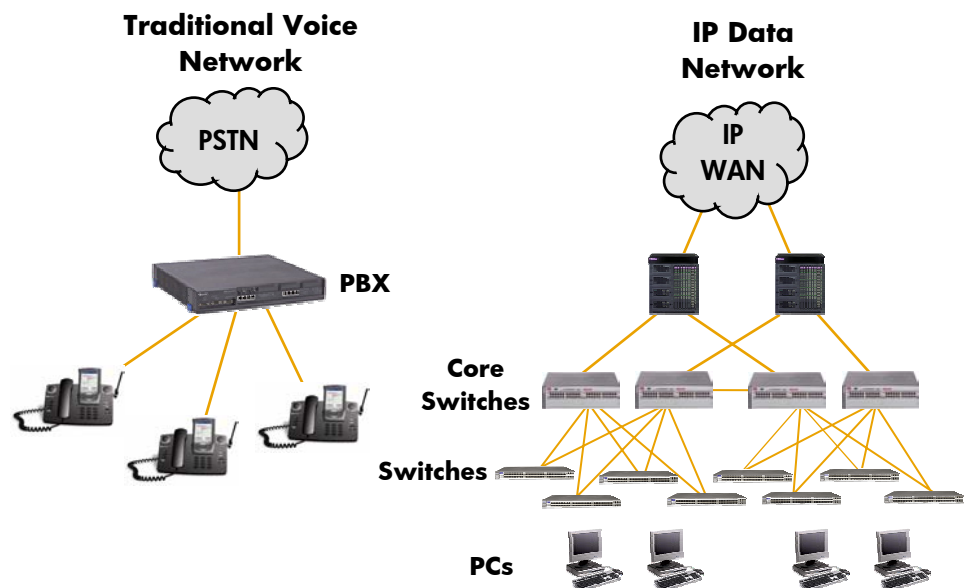 Traditional Voice
Network
PSTN
PBX
IP Data
Network
IP
WAN
Core
Switches
Switches
PCs